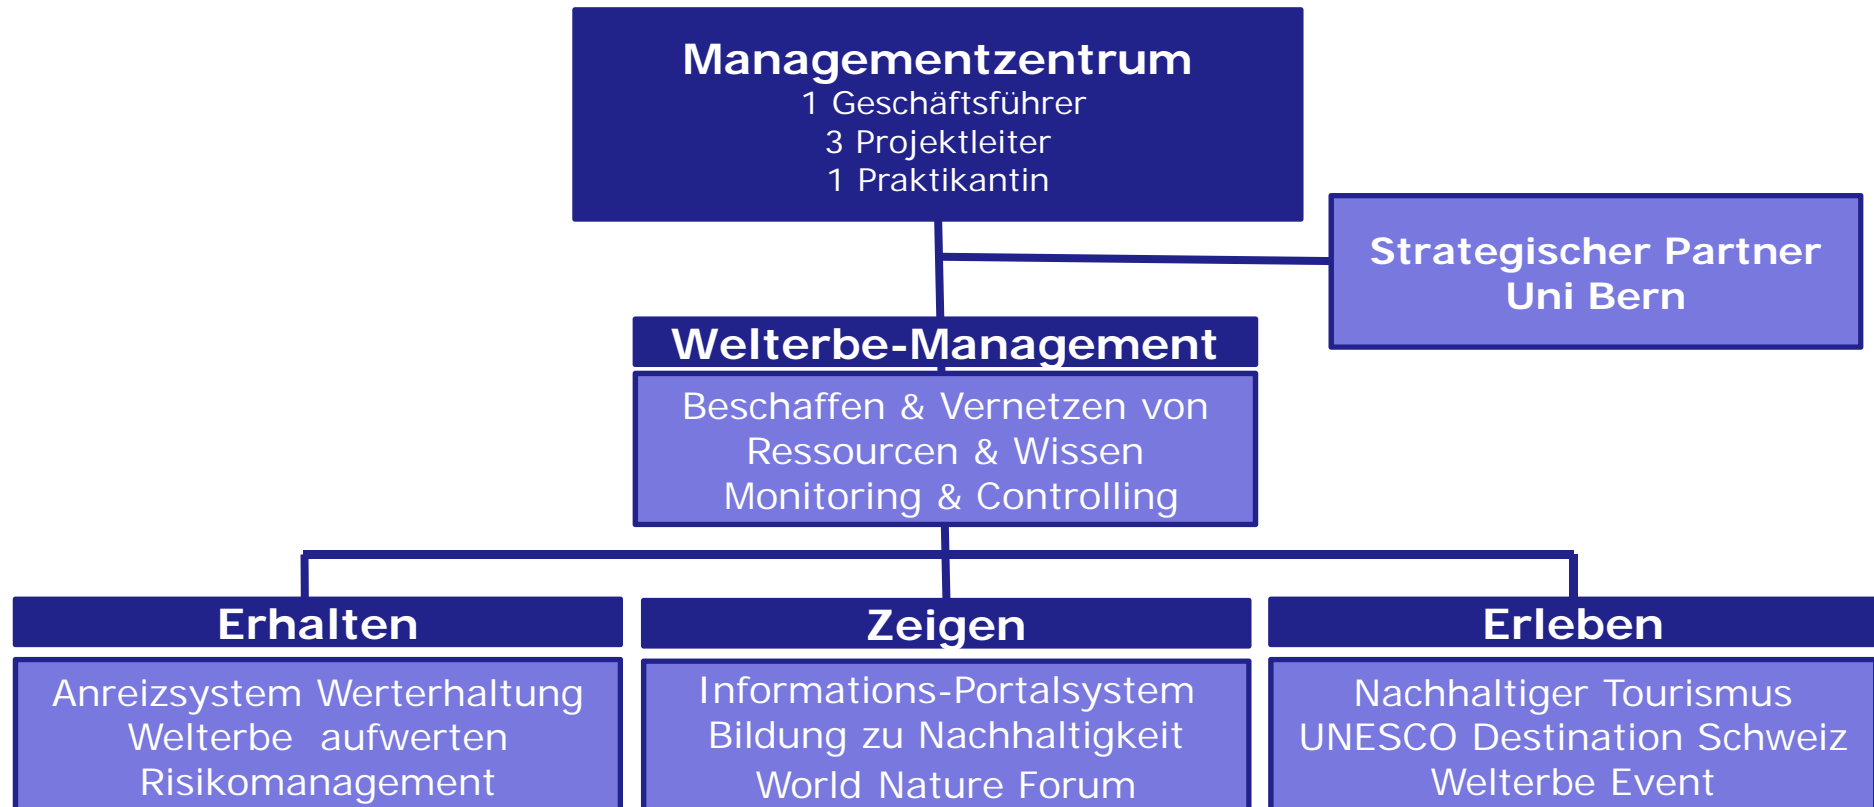 Managementzentrum
1 Geschäftsführer
3 Projektleiter
1 Praktikantin
Strategischer Partner
Uni Bern
Welterbe-Management
Beschaffen & Vernetzen von
Ressourcen & Wissen
Monitoring & Controlling
Erhalten
Anreizsystem Werterhaltung
Welterbe aufwerten
Risikomanagement
Zeigen
Informations-Portalsystem
Bildung zu Nachhaltigkeit
World Nature Forum
Erleben
Nachhaltiger Tourismus
UNESCO Destination Schweiz
Welterbe Event